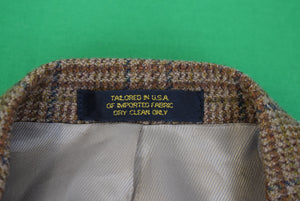 TAILORED IN U.S.A.
OF IMPORTED FABRIC
DRY CLEAN ONLY